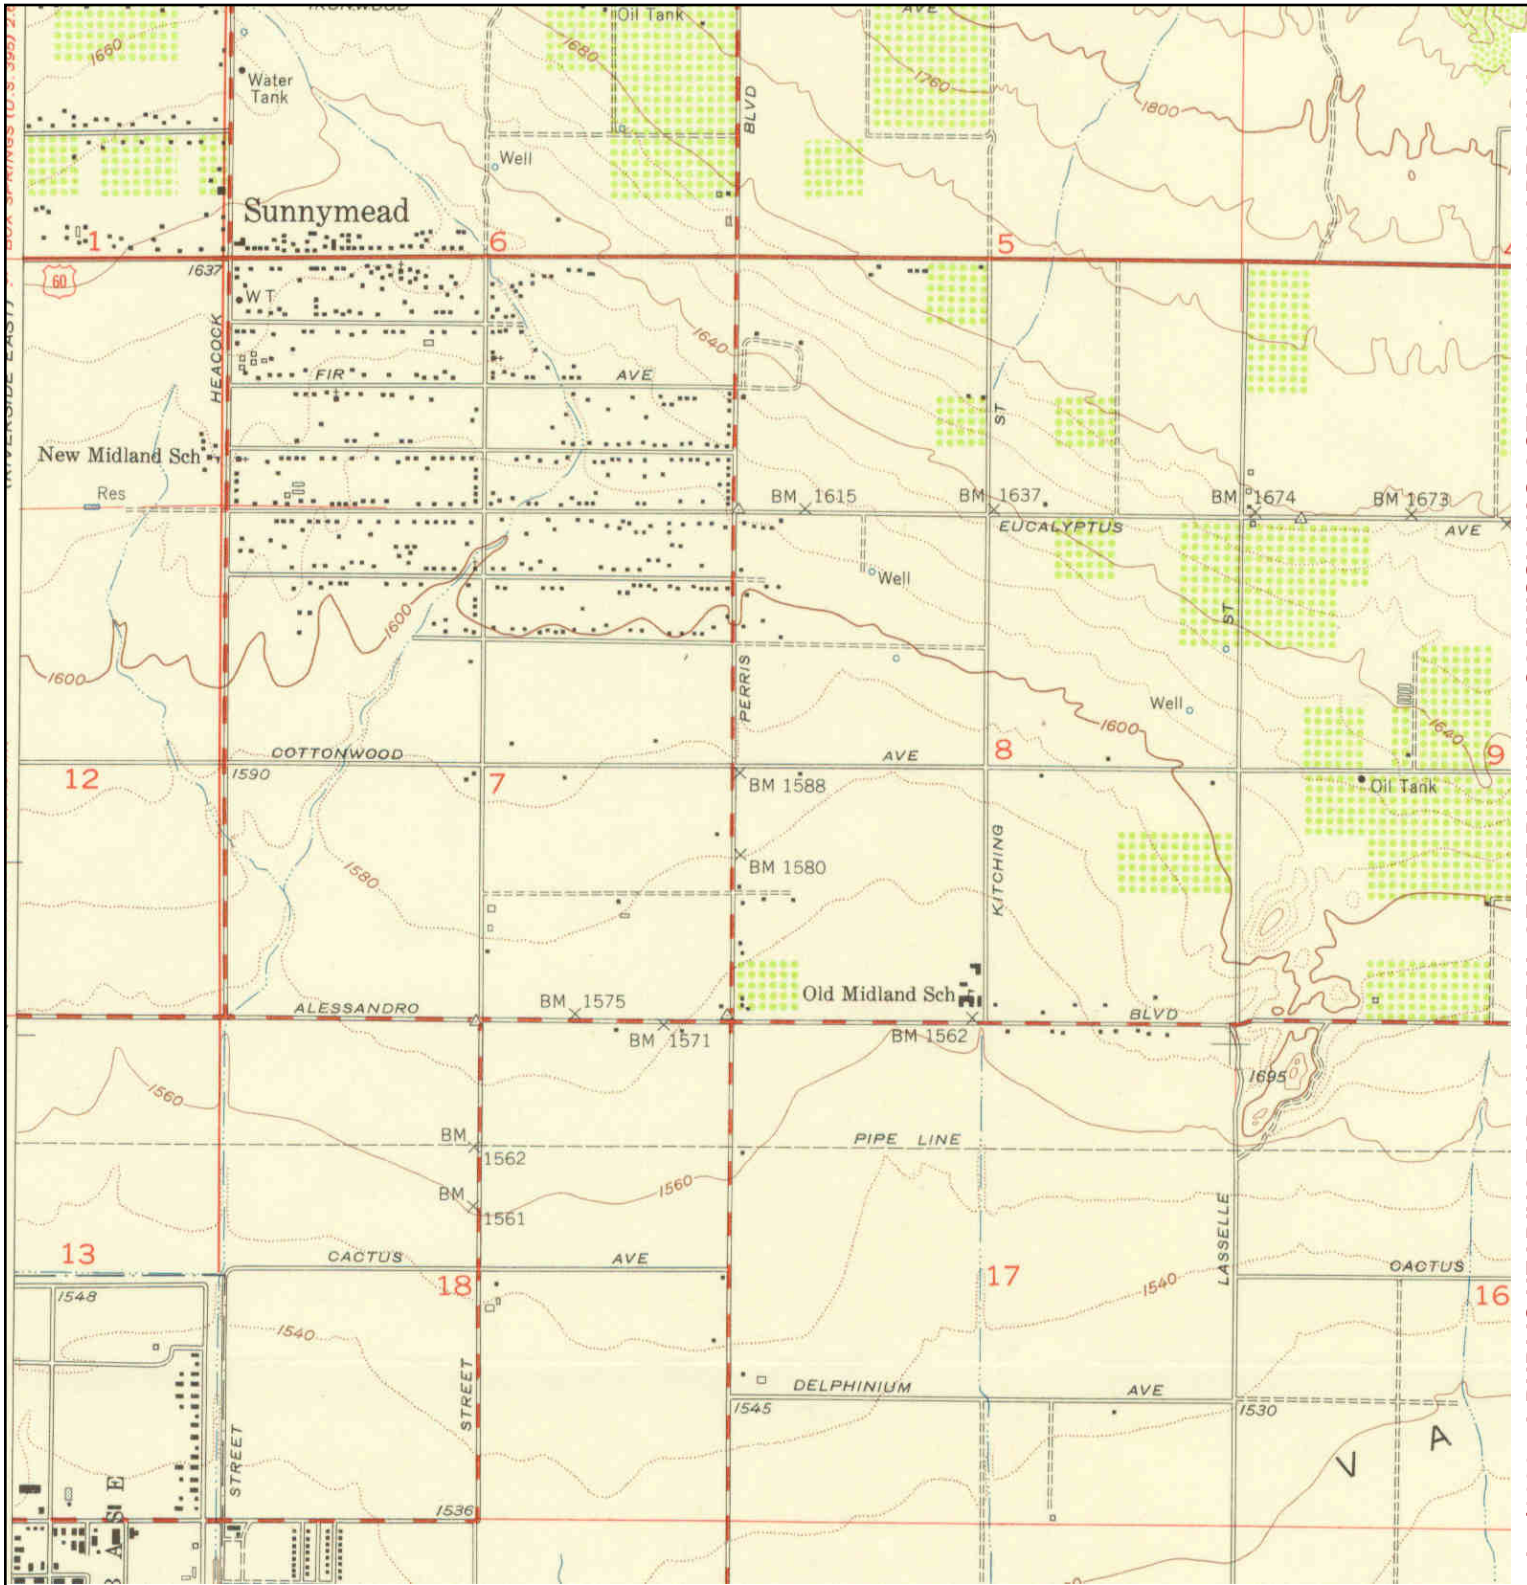 IRONWOOD
AVE
Oil Tank
1660
1680
1760
1800
Water
Tank
BLVD
Well
Sunnymead
1
6
5
4
60
1637
W T
HEACOCK
1640
FIR
AVE
ST
New Midland Sch
Res
BM 1615
BM 1637
BM 1674
BM 1673
EUCALYPTUS
AVE
Well
1600
ST
1600
PERRIS
Well
1600
1640
COTTONWOOD
AVE
8
9
12
1590
7
BM 1588
Oil Tank
BM 1580
1580
KITCHING
ALESSANDRO
BM 1575
Old Midland Sch
BLVD
BM 1571
BM 1562
1695
1560
BM
1562
PIPE LINE
BM
1561
1560
LASSELLE
13
CACTUS
AVE
18
17
1540
CACTUS
16
1548
1540
STREET
STREET
DELPHINIUM
AVE
1545
1530
V A
BASE
1536